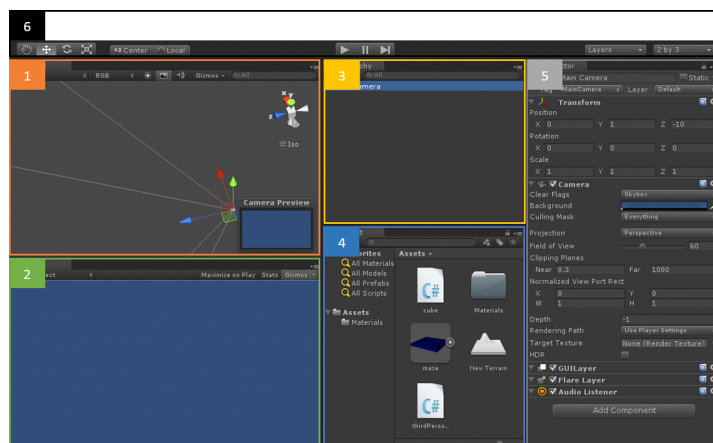 6
Center Local
Layers 2 by 3
1
RGB Gizmos All
x y
z
Iso
Camera Preview
2
Maximize on Play Stats Gizmos
3
All
4
All Materials
All Models
All Prefabs
All Scripts
Assets
Materials
Assets
cube
Materials
maze
New Terrain
thirdPerso...
C#
C#
5
Main Camera Static
Tag MainCamera Layer Default
Transform
Position
X 0 Y 1 Z -10
Rotation
X 0 Y 0 Z 0
Scale
X 1 Y 1 Z 1
Camera
Clear Flags Skybox
Background
Culling Mask Everything
Projection Perspective
Field of View 60
Clipping Planes
Near 0.3 Far 1000
Normalized View Port Rect
X 0 Y 0
W 1 H 1
Depth -1
Rendering Path Use Player Settings
Target Texture None (Render Texture)
HDR
GUILayer
Flare Layer
Audio Listener
Add Component